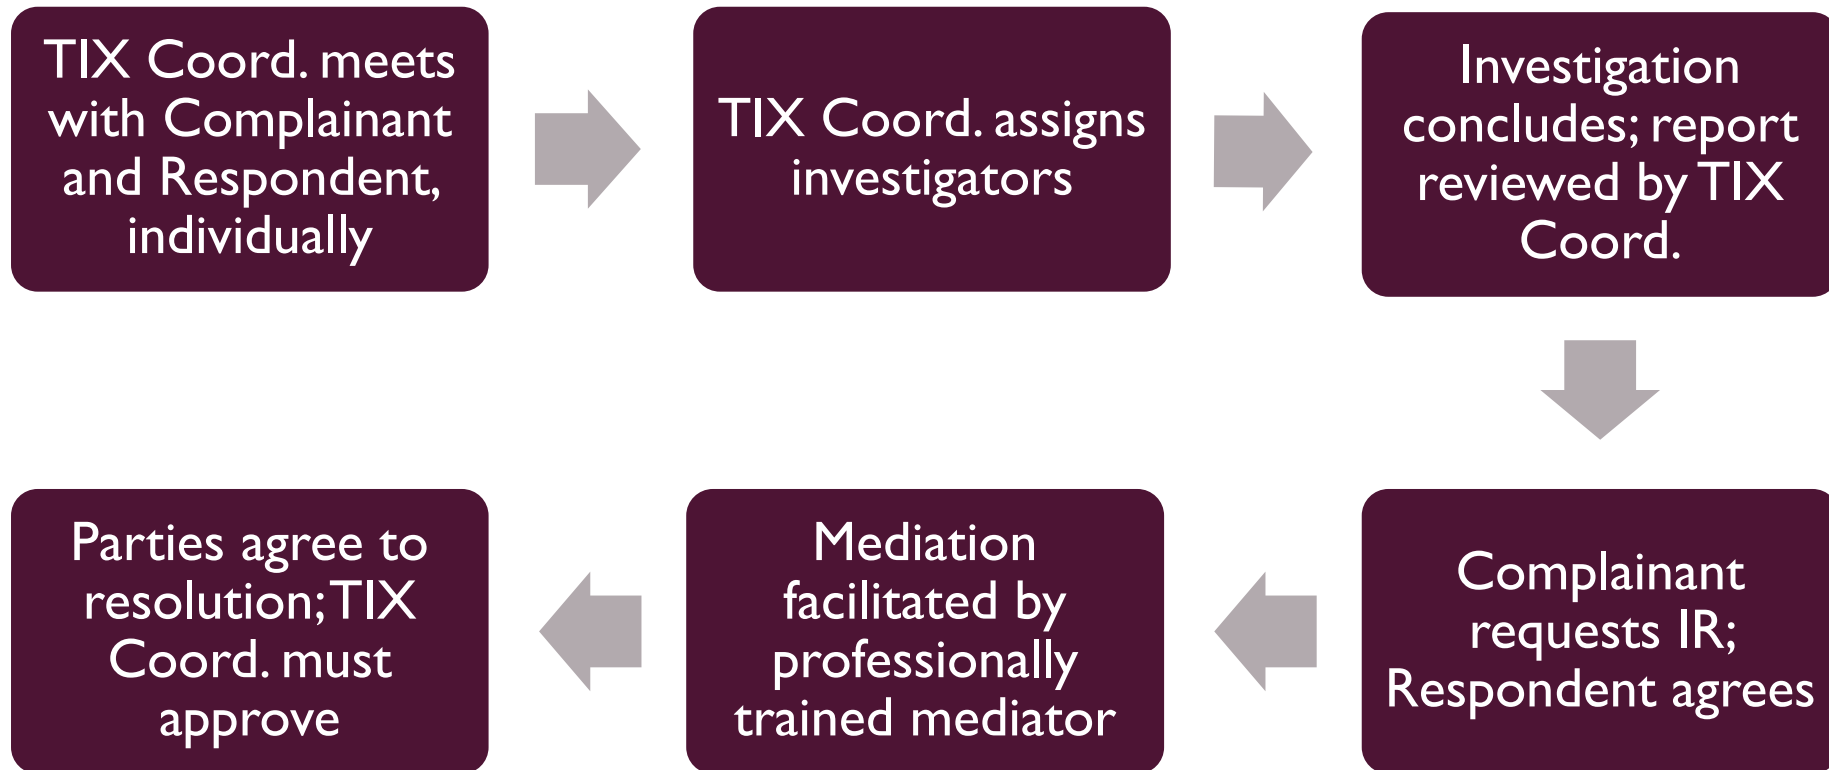 TIX Coord. meets
with Complainant
and Respondent,
individually
TIX Coord. assigns
investigators
Investigation
concludes; report
reviewed by TIX
Coord.
Complainant
requests IR;
Respondent agrees
Mediation
facilitated by
professionally
trained mediator
Parties agree to
resolution; TIX
Coord. must
approve